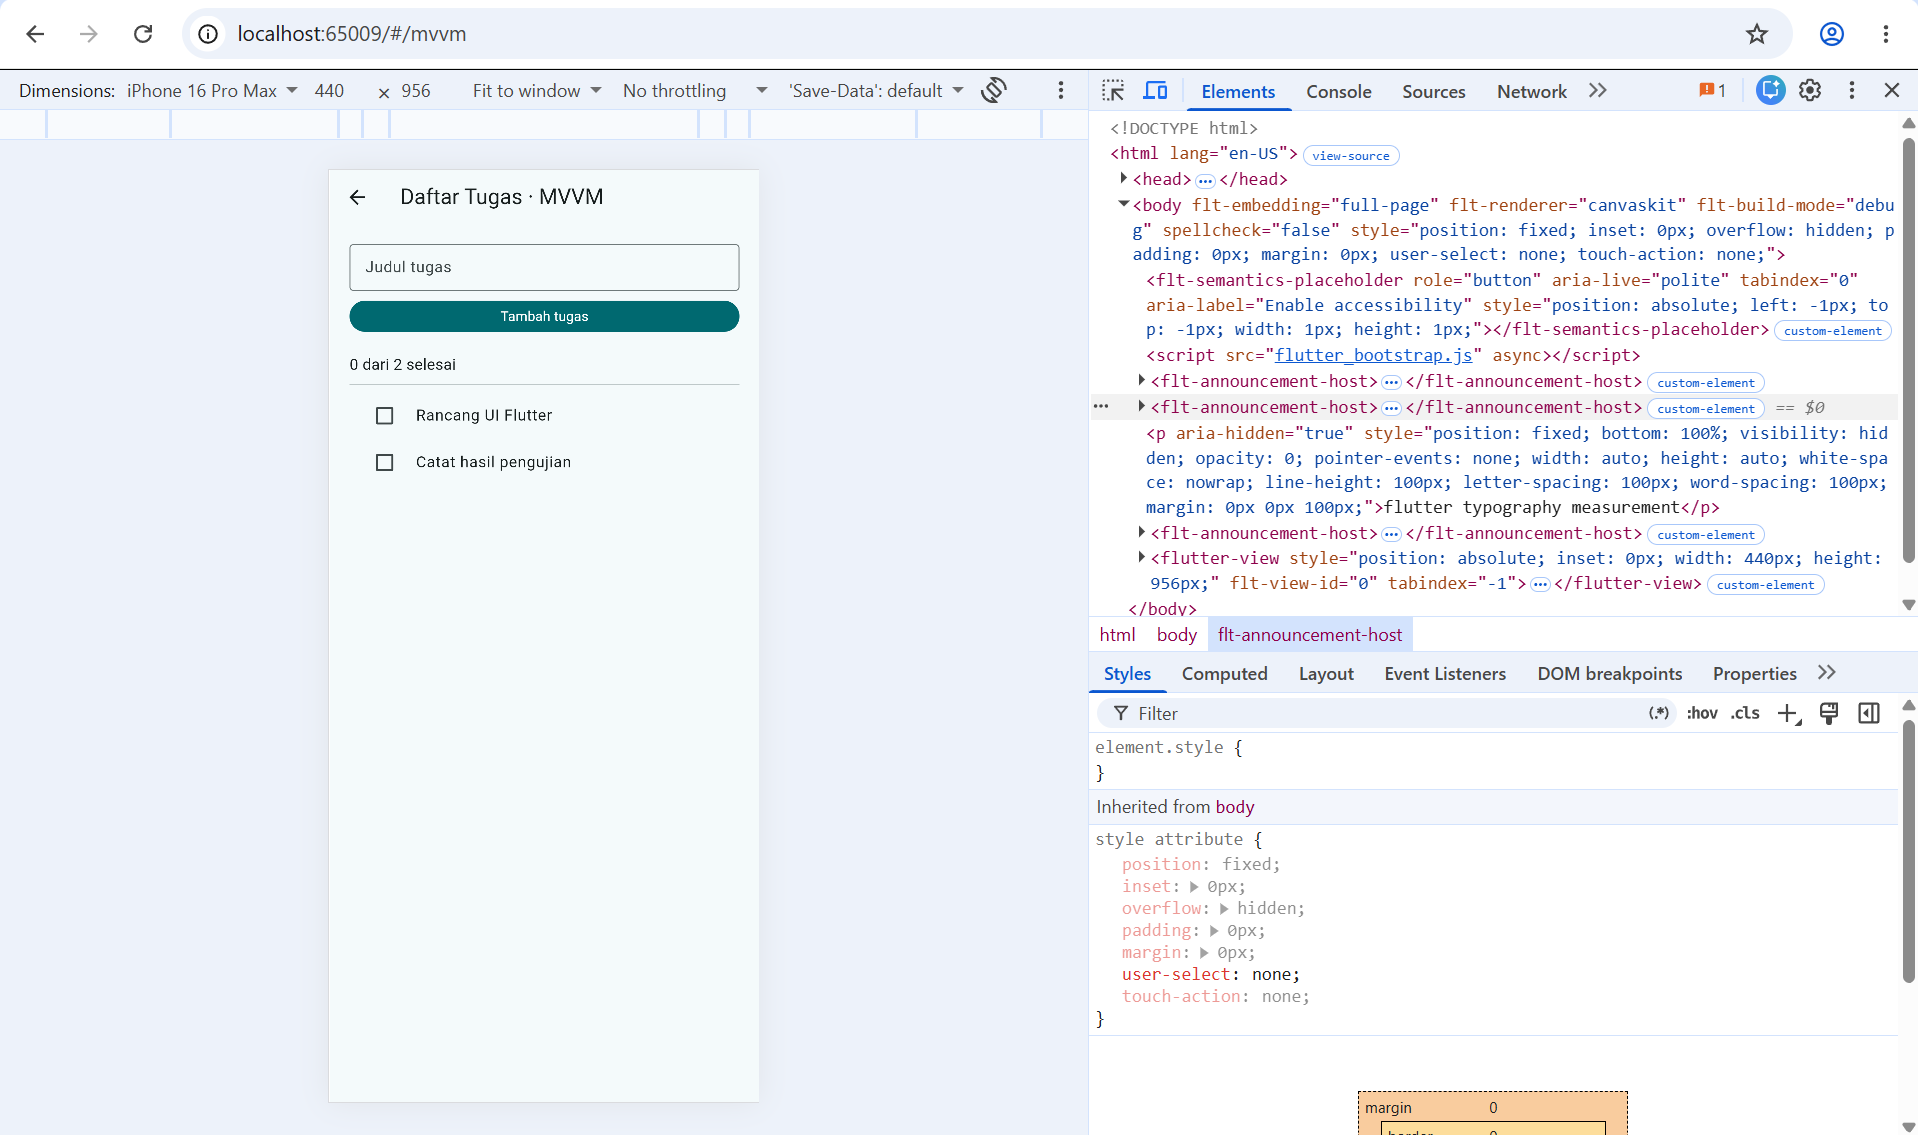 localhost:65009/#/mvvm
Dimensions: iPhone 16 Pro Max 440 × 956 Fit to window No throttling 'Save-Data': default
Elements Console Sources Network 1
Daftar Tugas · MVVM
Judul tugas
Tambah tugas
0 dari 2 selesai
Rancang UI Flutter
Catat hasil pengujian
<!DOCTYPE html>
<html lang="en-US"> view-source
<head> ••• </head>
<body flt-embedding="full-page" flt-renderer="canvaskit" flt-build-mode="debu
g" spellcheck="false" style="position: fixed; inset: 0px; overflow: hidden; p
adding: 0px; margin: 0px; user-select: none; touch-action: none;">
<flt-semantics-placeholder role="button" aria-live="polite" tabindex="0"
aria-label="Enable accessibility" style="position: absolute; left: -1px; to
p: -1px; width: 1px; height: 1px;"></flt-semantics-placeholder> custom-element
<script src="flutter_bootstrap.js" async></script>
<flt-announcement-host> ••• </flt-announcement-host> custom-element
••• <flt-announcement-host> ••• </flt-announcement-host> custom-element == $0
<p aria-hidden="true" style="position: fixed; bottom: 100%; visibility: hid
den; opacity: 0; pointer-events: none; width: auto; height: auto; white-spa
ce: nowrap; line-height: 100px; letter-spacing: 100px; word-spacing: 100px;
margin: 0px 0px 100px;">flutter typography measurement</p>
<flt-announcement-host> ••• </flt-announcement-host> custom-element
<flutter-view style="position: absolute; inset: 0px; width: 440px; height:
956px;" flt-view-id="0" tabindex="-1"> ••• </flutter-view> custom-element
</body>
html body flt-announcement-host
Styles Computed Layout Event Listeners DOM breakpoints Properties
Filter (.*) :hov .cls
element.style {
}
Inherited from body
style attribute {
position: fixed;
inset: 0px;
overflow: hidden;
padding: 0px;
margin: 0px;
user-select: none;
touch-action: none;
}
margin 0